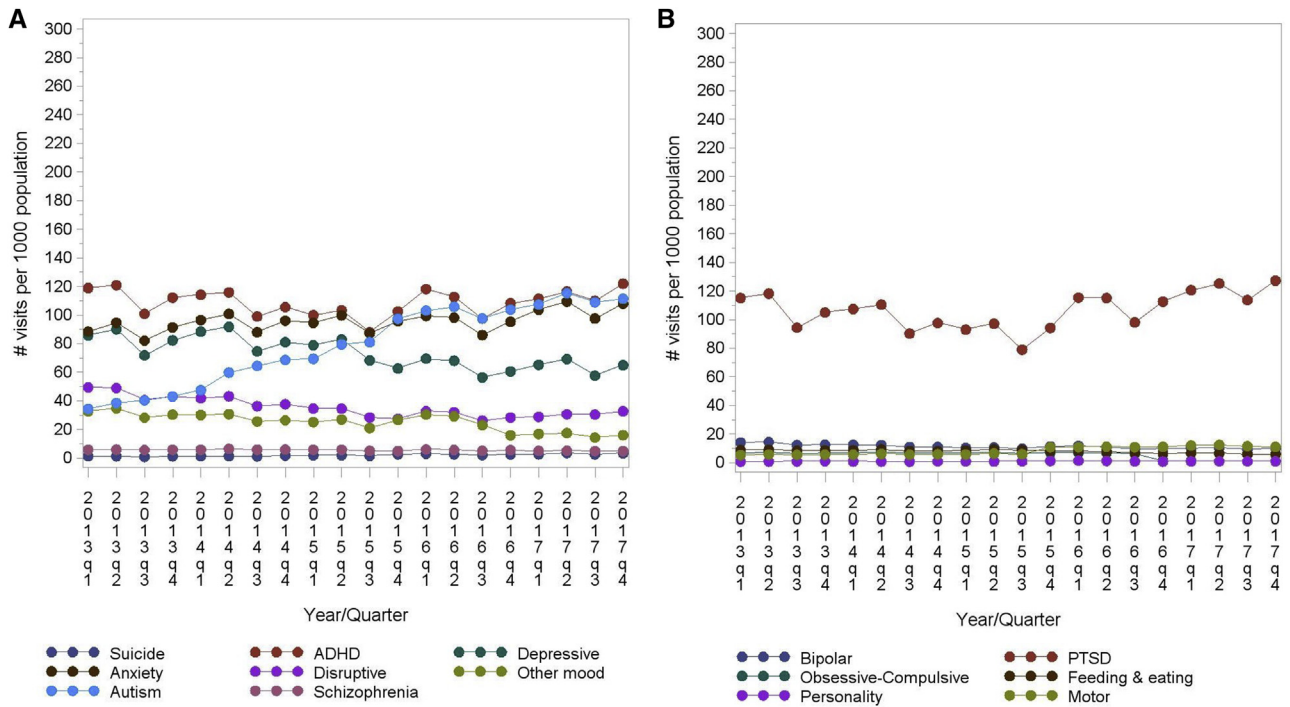 A
# visits per 1000 population
300
280
260
240
220
200
180
160
140
120
100
80
60
40
20
0
2013q1
2013q2
2013q3
2013q4
2014q1
2014q2
2014q3
2014q4
2015q1
2015q2
2015q3
2015q4
2016q1
2016q2
2016q3
2016q4
2017q1
2017q2
2017q3
2017q4
Year/Quarter
Suicide ADHD Depressive
Anxiety Disruptive Other mood
Autism Schizophrenia
B
# visits per 1000 population
300
280
260
240
220
200
180
160
140
120
100
80
60
40
20
0
2013q1
2013q2
2013q3
2013q4
2014q1
2014q2
2014q3
2014q4
2015q1
2015q2
2015q3
2015q4
2016q1
2016q2
2016q3
2016q4
2017q1
2017q2
2017q3
2017q4
Year/Quarter
Bipolar PTSD
Obsessive-Compulsive Feeding & eating
Personality Motor